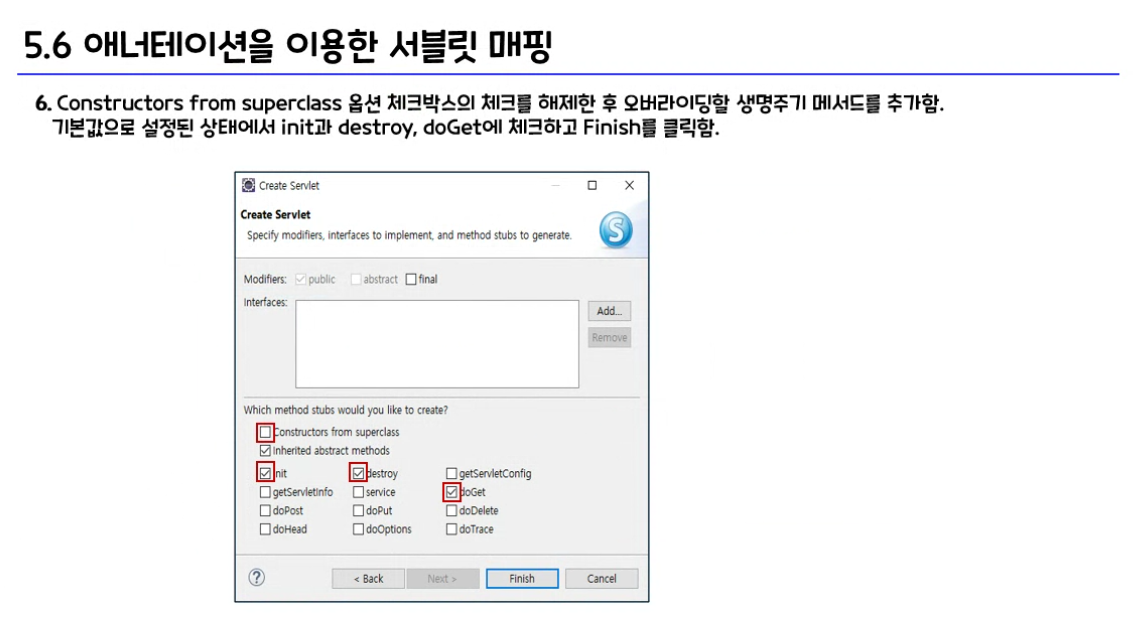 5.6 애너테이션을 이용한 서블릿 매핑
6. Constructors from superclass 옵션 체크박스의 체크를 해제한 후 오버라이딩할 생명주기 메서드를 추가함.
기본값으로 설정된 상태에서 init과 destroy, doGet에 체크하고 Finish를 클릭함.
Create Servlet
Create Servlet
Specify modifiers, interfaces to implement, and method stubs to generate.
Modifiers: public abstract final
Interfaces:
Add...
Remove
Which method stubs would you like to create?
Constructors from superclass
Inherited abstract methods
init destroy getServletConfig
getServletInfo service doGet
doPost doPut doDelete
doHead doOptions doTrace
? < Back Next > Finish Cancel